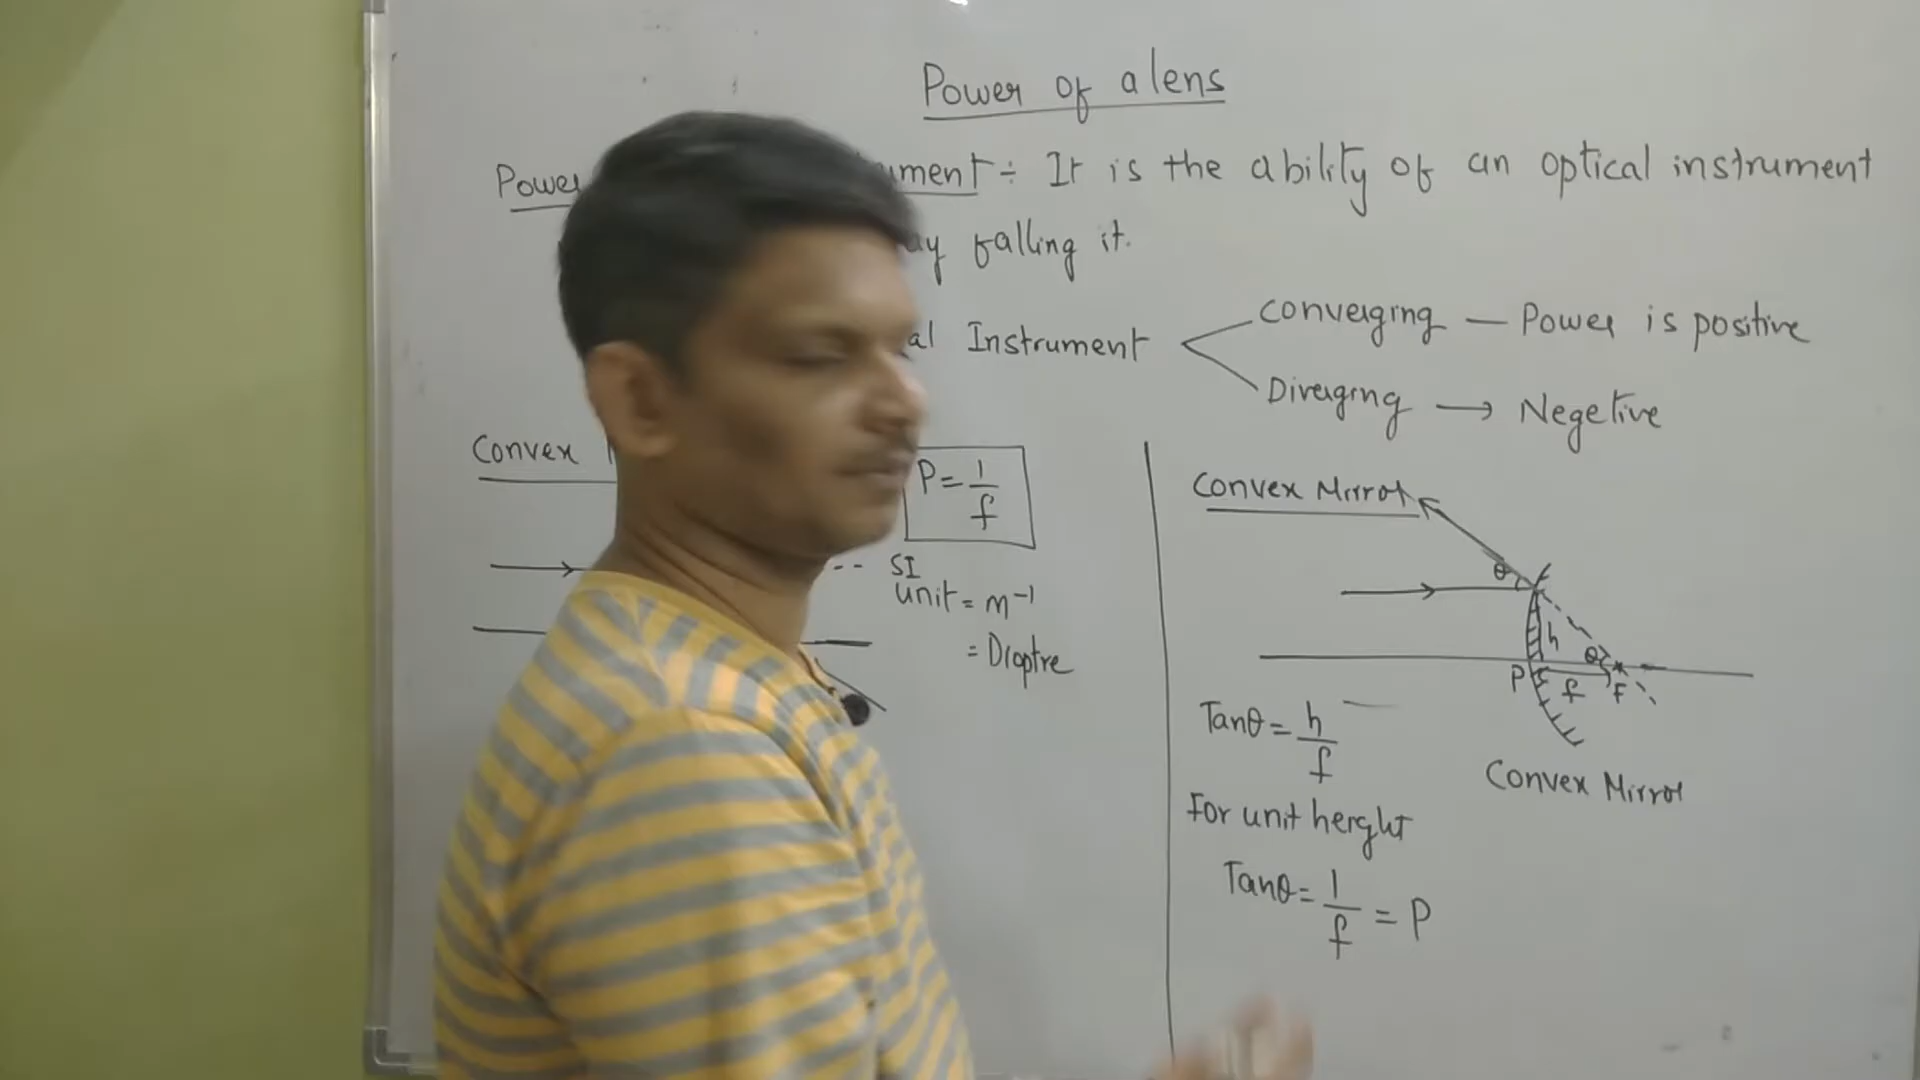 Power of a lens
Power ument ÷ It is the ability of an optical instrument
ay falling it.
al Instrument
Converging — Power is positive
Diverging → Negetive
Convex
P = 1/f
SI
unit = m⁻¹
= Dioptre
Convex Mirror
θ
h
θ
P f F
Convex Mirror
Tanθ = h/f
For unit height
Tanθ = 1/f = P